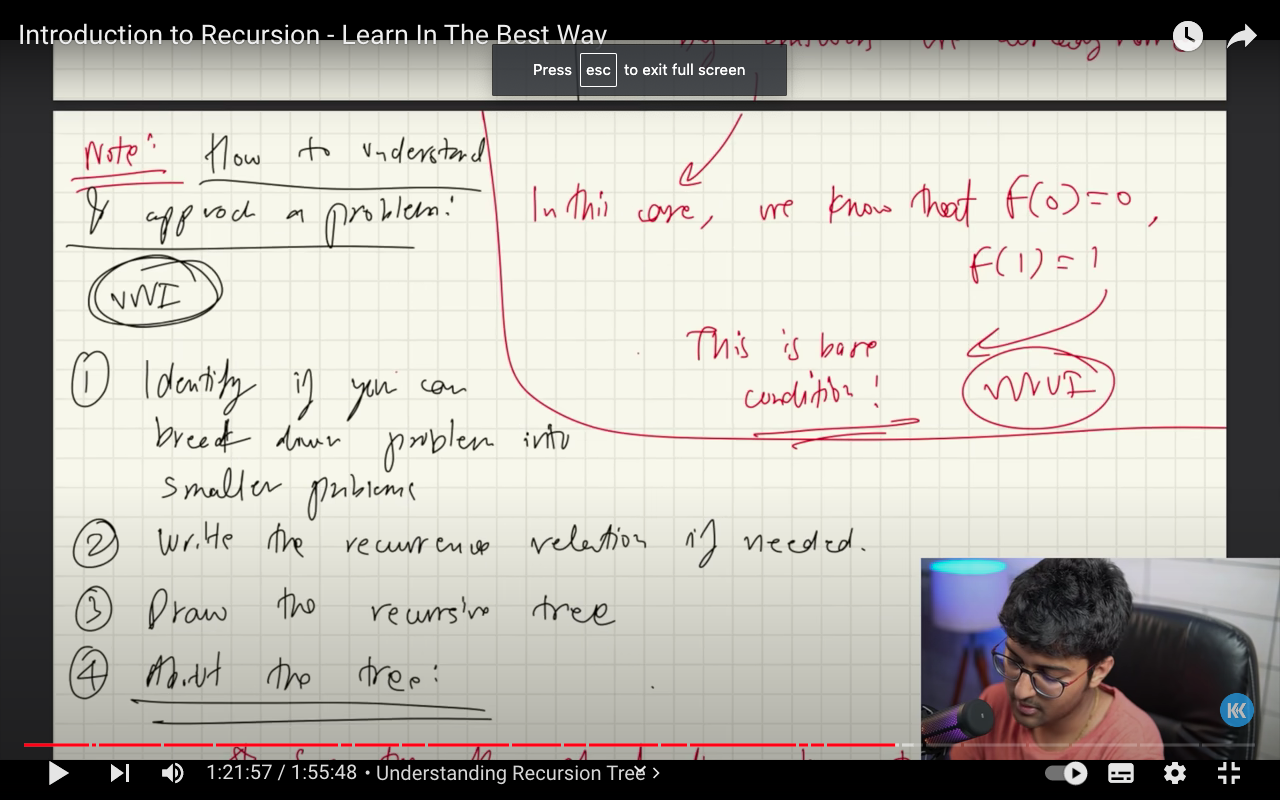 Introduction to Recursion - Learn In The Best Way
Press esc to exit full screen
Note: How to understand
& approch a problem:
VVVI
In this case, we know that f(0)=0,
f(1)=1
This is base
condition!
① Identify if you can
break down problem into
smaller problems
② Write the recurrence relation if needed.
③ Draw the recursive tree
④ About the tree:
KK
1:21:57 / 1:55:48 • Understanding Recursion Tree >